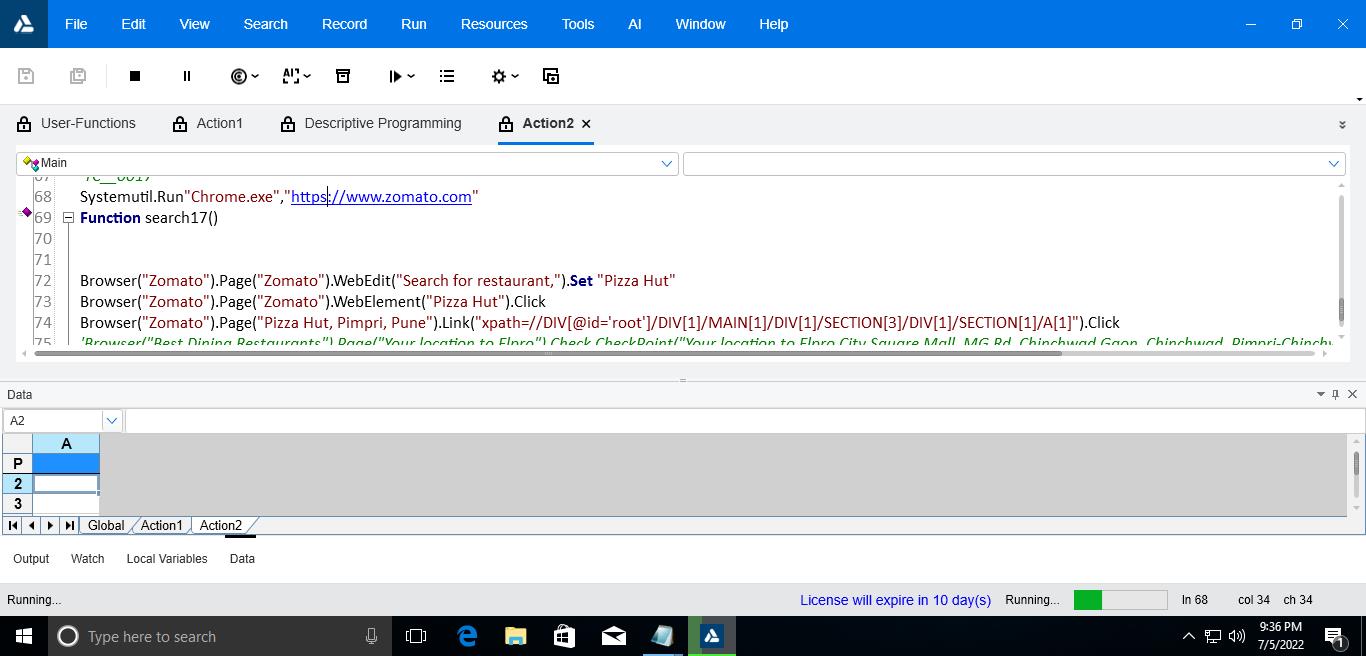 File Edit View Search Record Run Resources Tools AI Window Help
User-Functions Action1 Descriptive Programming Action2
Main
67 'TC__0017
68 Systemutil.Run"Chrome.exe","https://www.zomato.com"
69 Function search17()
70
71
72 Browser("Zomato").Page("Zomato").WebEdit("Search for restaurant,").Set "Pizza Hut"
73 Browser("Zomato").Page("Zomato").WebElement("Pizza Hut").Click
74 Browser("Zomato").Page("Pizza Hut, Pimpri, Pune").Link("xpath=//DIV[@id='root']/DIV[1]/MAIN[1]/DIV[1]/SECTION[3]/DIV[1]/SECTION[1]/A[1]").Click
75 'Browser("Best Dining Restaurants").Page("Your location to Elpro").Check CheckPoint("Your location to Elpro City Square Mall, MG Rd, Chinchwad Gaon, Chinchwad, Pimpri-Chinchw
Data
A2
A
P
2
3
Global Action1 Action2
Output Watch Local Variables Data
Running... License will expire in 10 day(s) Running... ln 68 col 34 ch 34
Type here to search
9:36 PM
7/5/2022
1